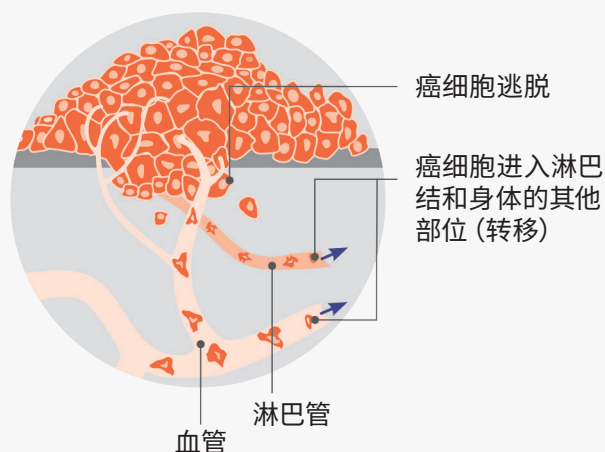 癌细胞逃脱
癌细胞进入淋巴
结和身体的其他
部位（转移）
淋巴管
血管